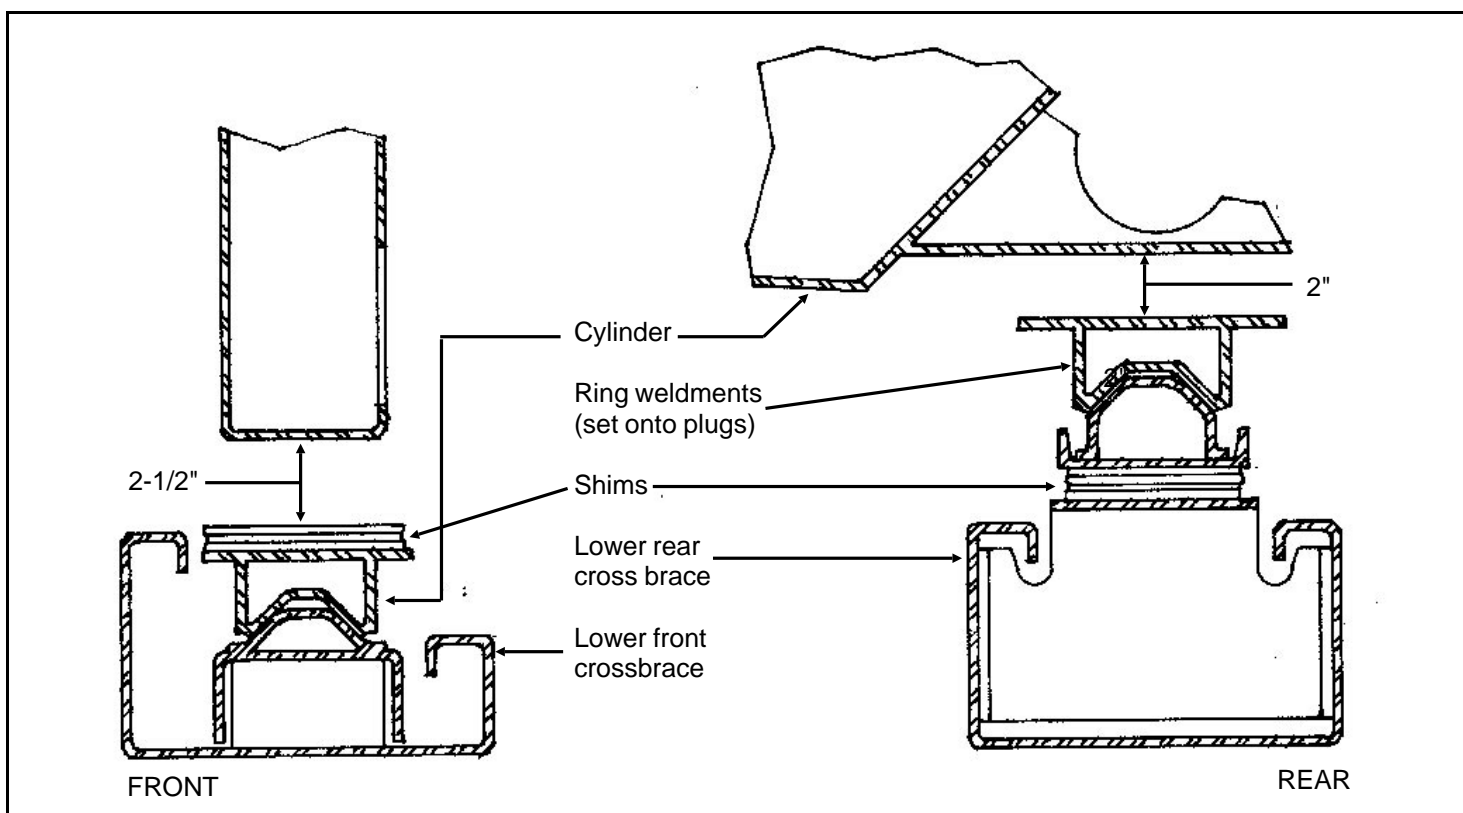 Cylinder
2"
Ring weldments
(set onto plugs)
2-1/2"
Shims
Lower rear
cross brace
Lower front
crossbrace
FRONT
REAR